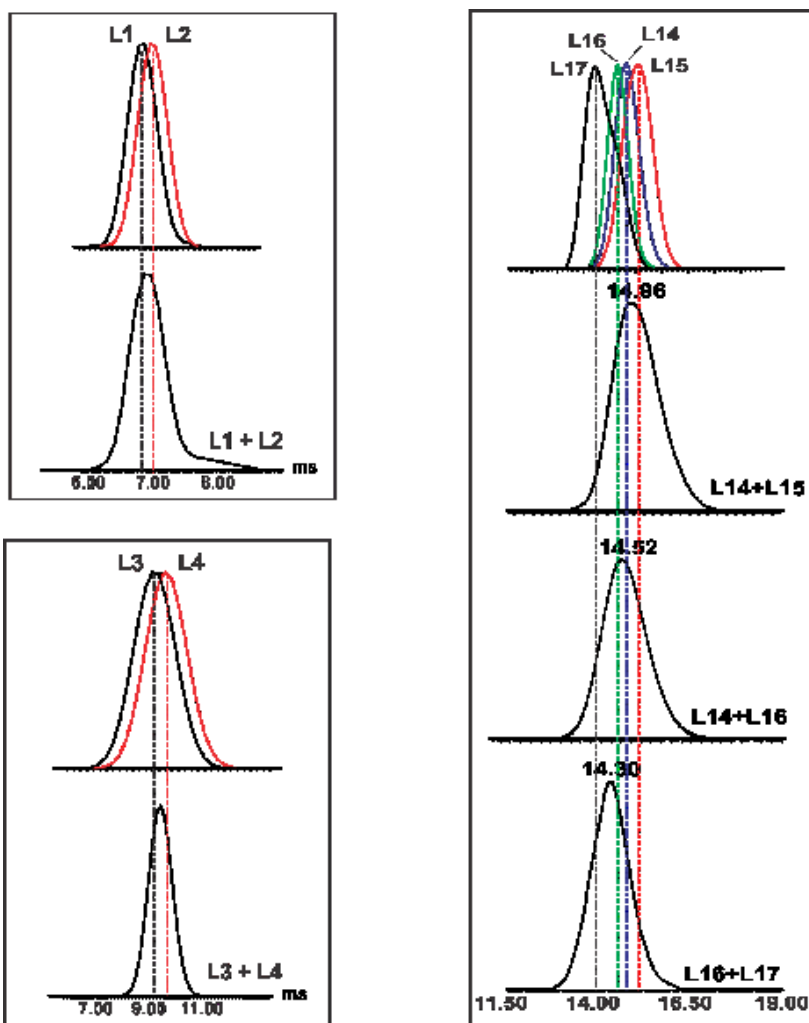 L1 L2
L1 + L2
ms
6.00 7.00 8.00
L3 L4
L3 + L4
ms
7.00 9.00 11.00
L16 L14
L17 L15
14.96
L14+L15
14.52
L14+L16
14.30
L16+L17
11.50 14.00 16.50 19.00